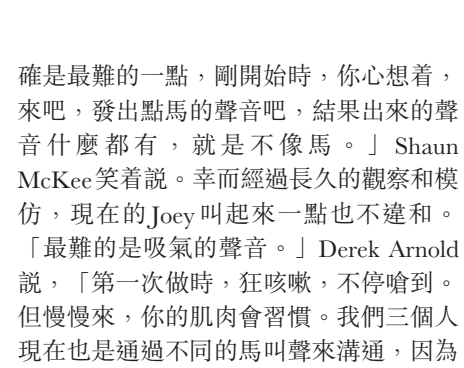 確是最難的一點，剛開始時，你心想着，
來吧，發出點馬的聲音吧，結果出來的聲
音什麼都有，就是不像馬。」Shaun
McKee笑着説。幸而經過長久的觀察和模
仿，現在的Joey叫起來一點也不違和。
「最難的是吸氣的聲音。」Derek Arnold
説，「第一次做時，狂咳嗽，不停嗆到。
但慢慢來，你的肌肉會習慣。我們三個人
現在也是通過不同的馬叫聲來溝通，因為